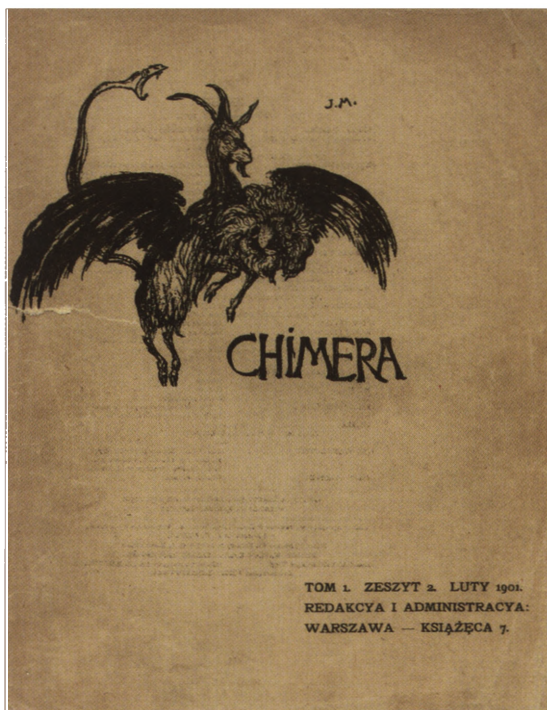 J.M.
CHIMERA
TOM 1. ZESZYT 2. LUTY 1901.
REDAKCYA I ADMINISTRACYA:
WARSZAWA — KSIĄŻĘCA 7.